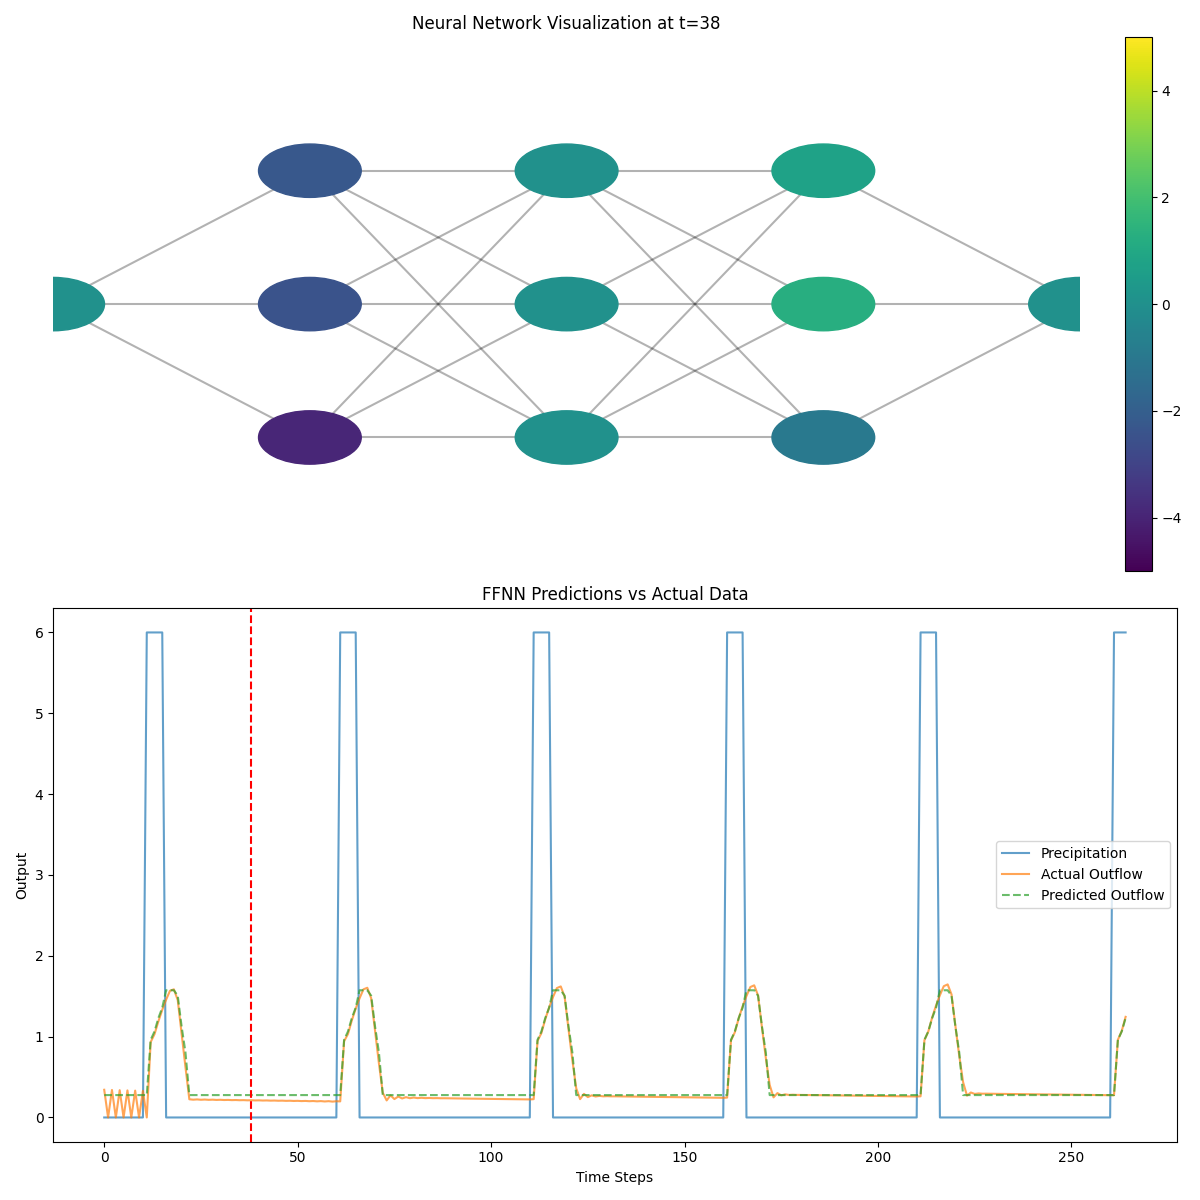 Neural Network Visualization at t=38
4
2
0
−2
−4
FFNN Predictions vs Actual Data
6
5
4
3
2
1
0
Output
Precipitation
Actual Outflow
Predicted Outflow
0 50 100 150 200 250
Time Steps